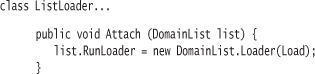 class ListLoader...
public void Attach (DomainList list) {
list.RunLoader = new DomainList.Loader(Load);
}